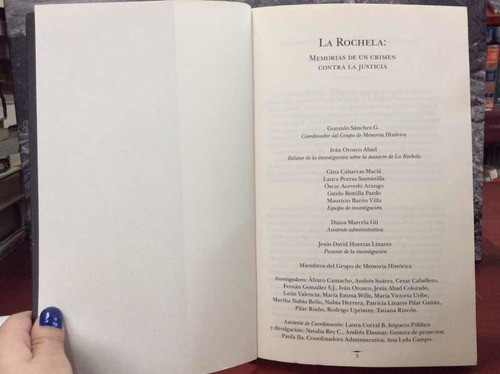 LA ROCHELA:
MEMORIAS DE UN CRIMEN
CONTRA LA JUSTICIA
Gonzalo Sánchez G.
Coordinador del Grupo de Memoria Histórica
Iván Orozco Abad
Relator de la investigación sobre la masacre de La Rochela
Gina Cabarcas Maciá
Laura Porras Santanilla
Óscar Acevedo Arango
Guido Bonilla Pardo
Mauricio Barón Villa
Equipo de investigación
Diana Marcela Gil
Asistente administrativa
Jesús David Huertas Linares
Pasante de la investigación
Miembros del Grupo de Memoria Histórica
Investigadores: Álvaro Camacho, Andrés Suárez, Cesar Caballero,
Fernán González S.J., Iván Orozco, Jesús Abad Colorado,
León Valencia, María Emma Wills, María Victoria Uribe,
Martha Nubia Bello, Nubia Herrera, Patricia Linares Pilar Gaitán,
Pilar Riaño, Rodrigo Uprimny, Tatiana Rincón.
Asistente de Coordinación: Laura Corral B. Impacto Público
y divulgación: Natalia Rey C., Andrés Elasmar. Gestora de proyectos:
Paula Ila. Coordinadora Administrativa: Ana Lyda Campo.